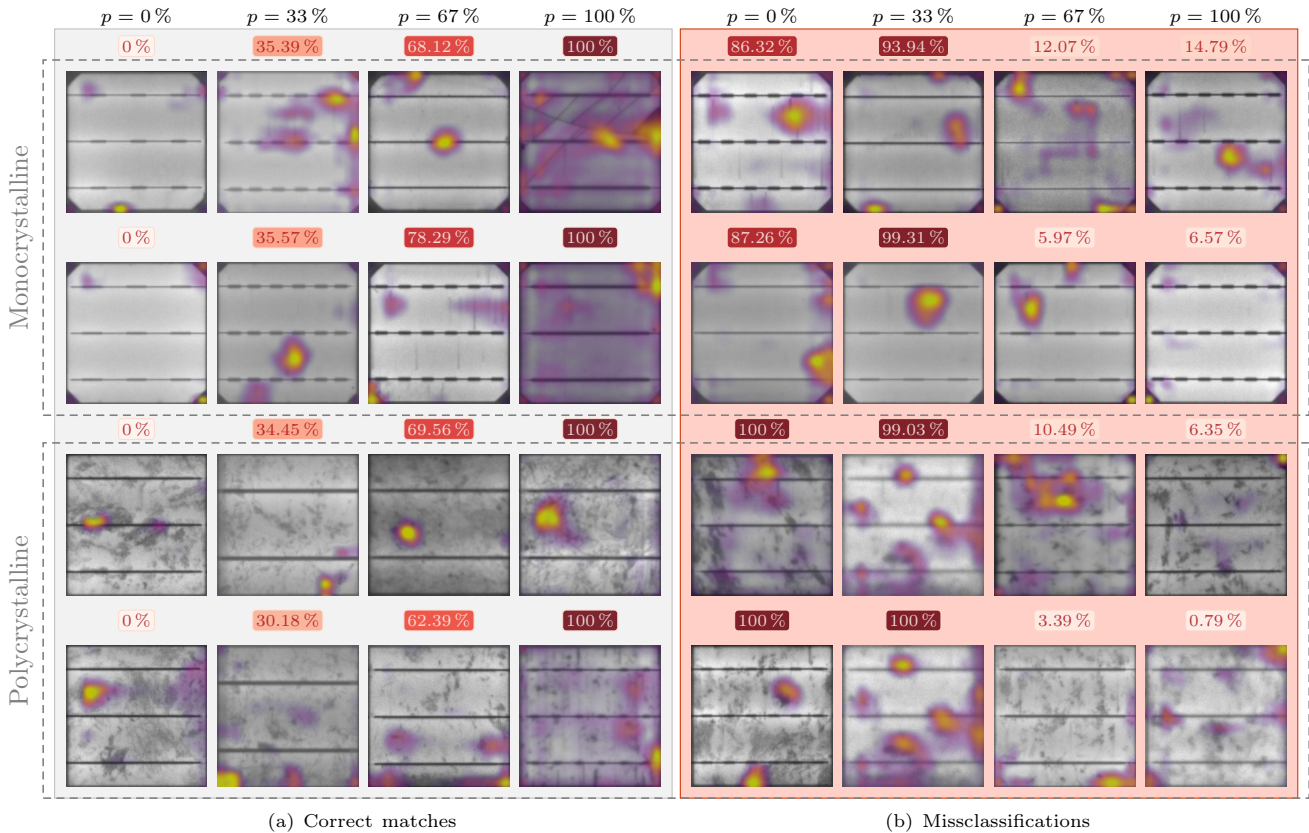 p = 0 % p = 33 % p = 67 % p = 100 % p = 0 % p = 33 % p = 67 % p = 100 %
0 % 35.39 % 68.12 % 100 % 86.32 % 93.94 % 12.07 % 14.79 %
Monocrystalline
0 % 35.57 % 78.29 % 100 % 87.26 % 99.31 % 5.97 % 6.57 %
0 % 34.45 % 69.56 % 100 % 100 % 99.03 % 10.49 % 6.35 %
Polycrystalline
0 % 30.18 % 62.39 % 100 % 100 % 100 % 3.39 % 0.79 %
(a) Correct matches (b) Missclassifications